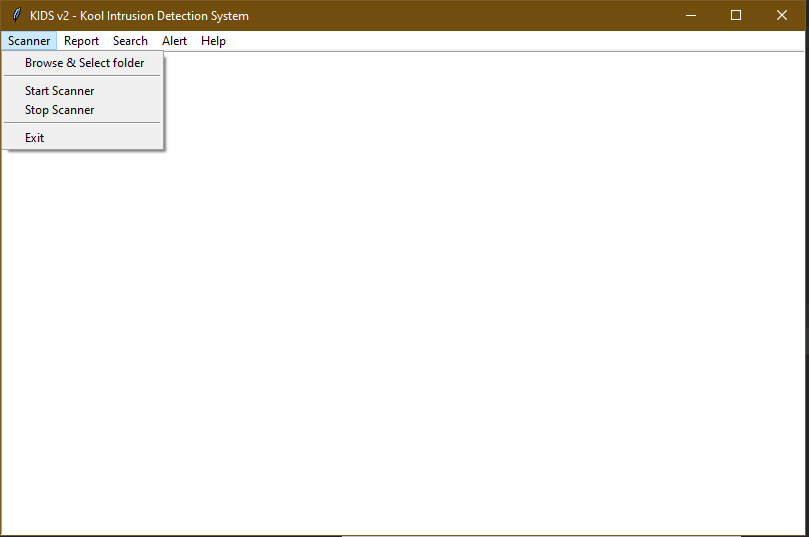 KIDS v2 - Kool Intrusion Detection System
Scanner Report Search Alert Help
Browse & Select folder
Start Scanner
Stop Scanner
Exit